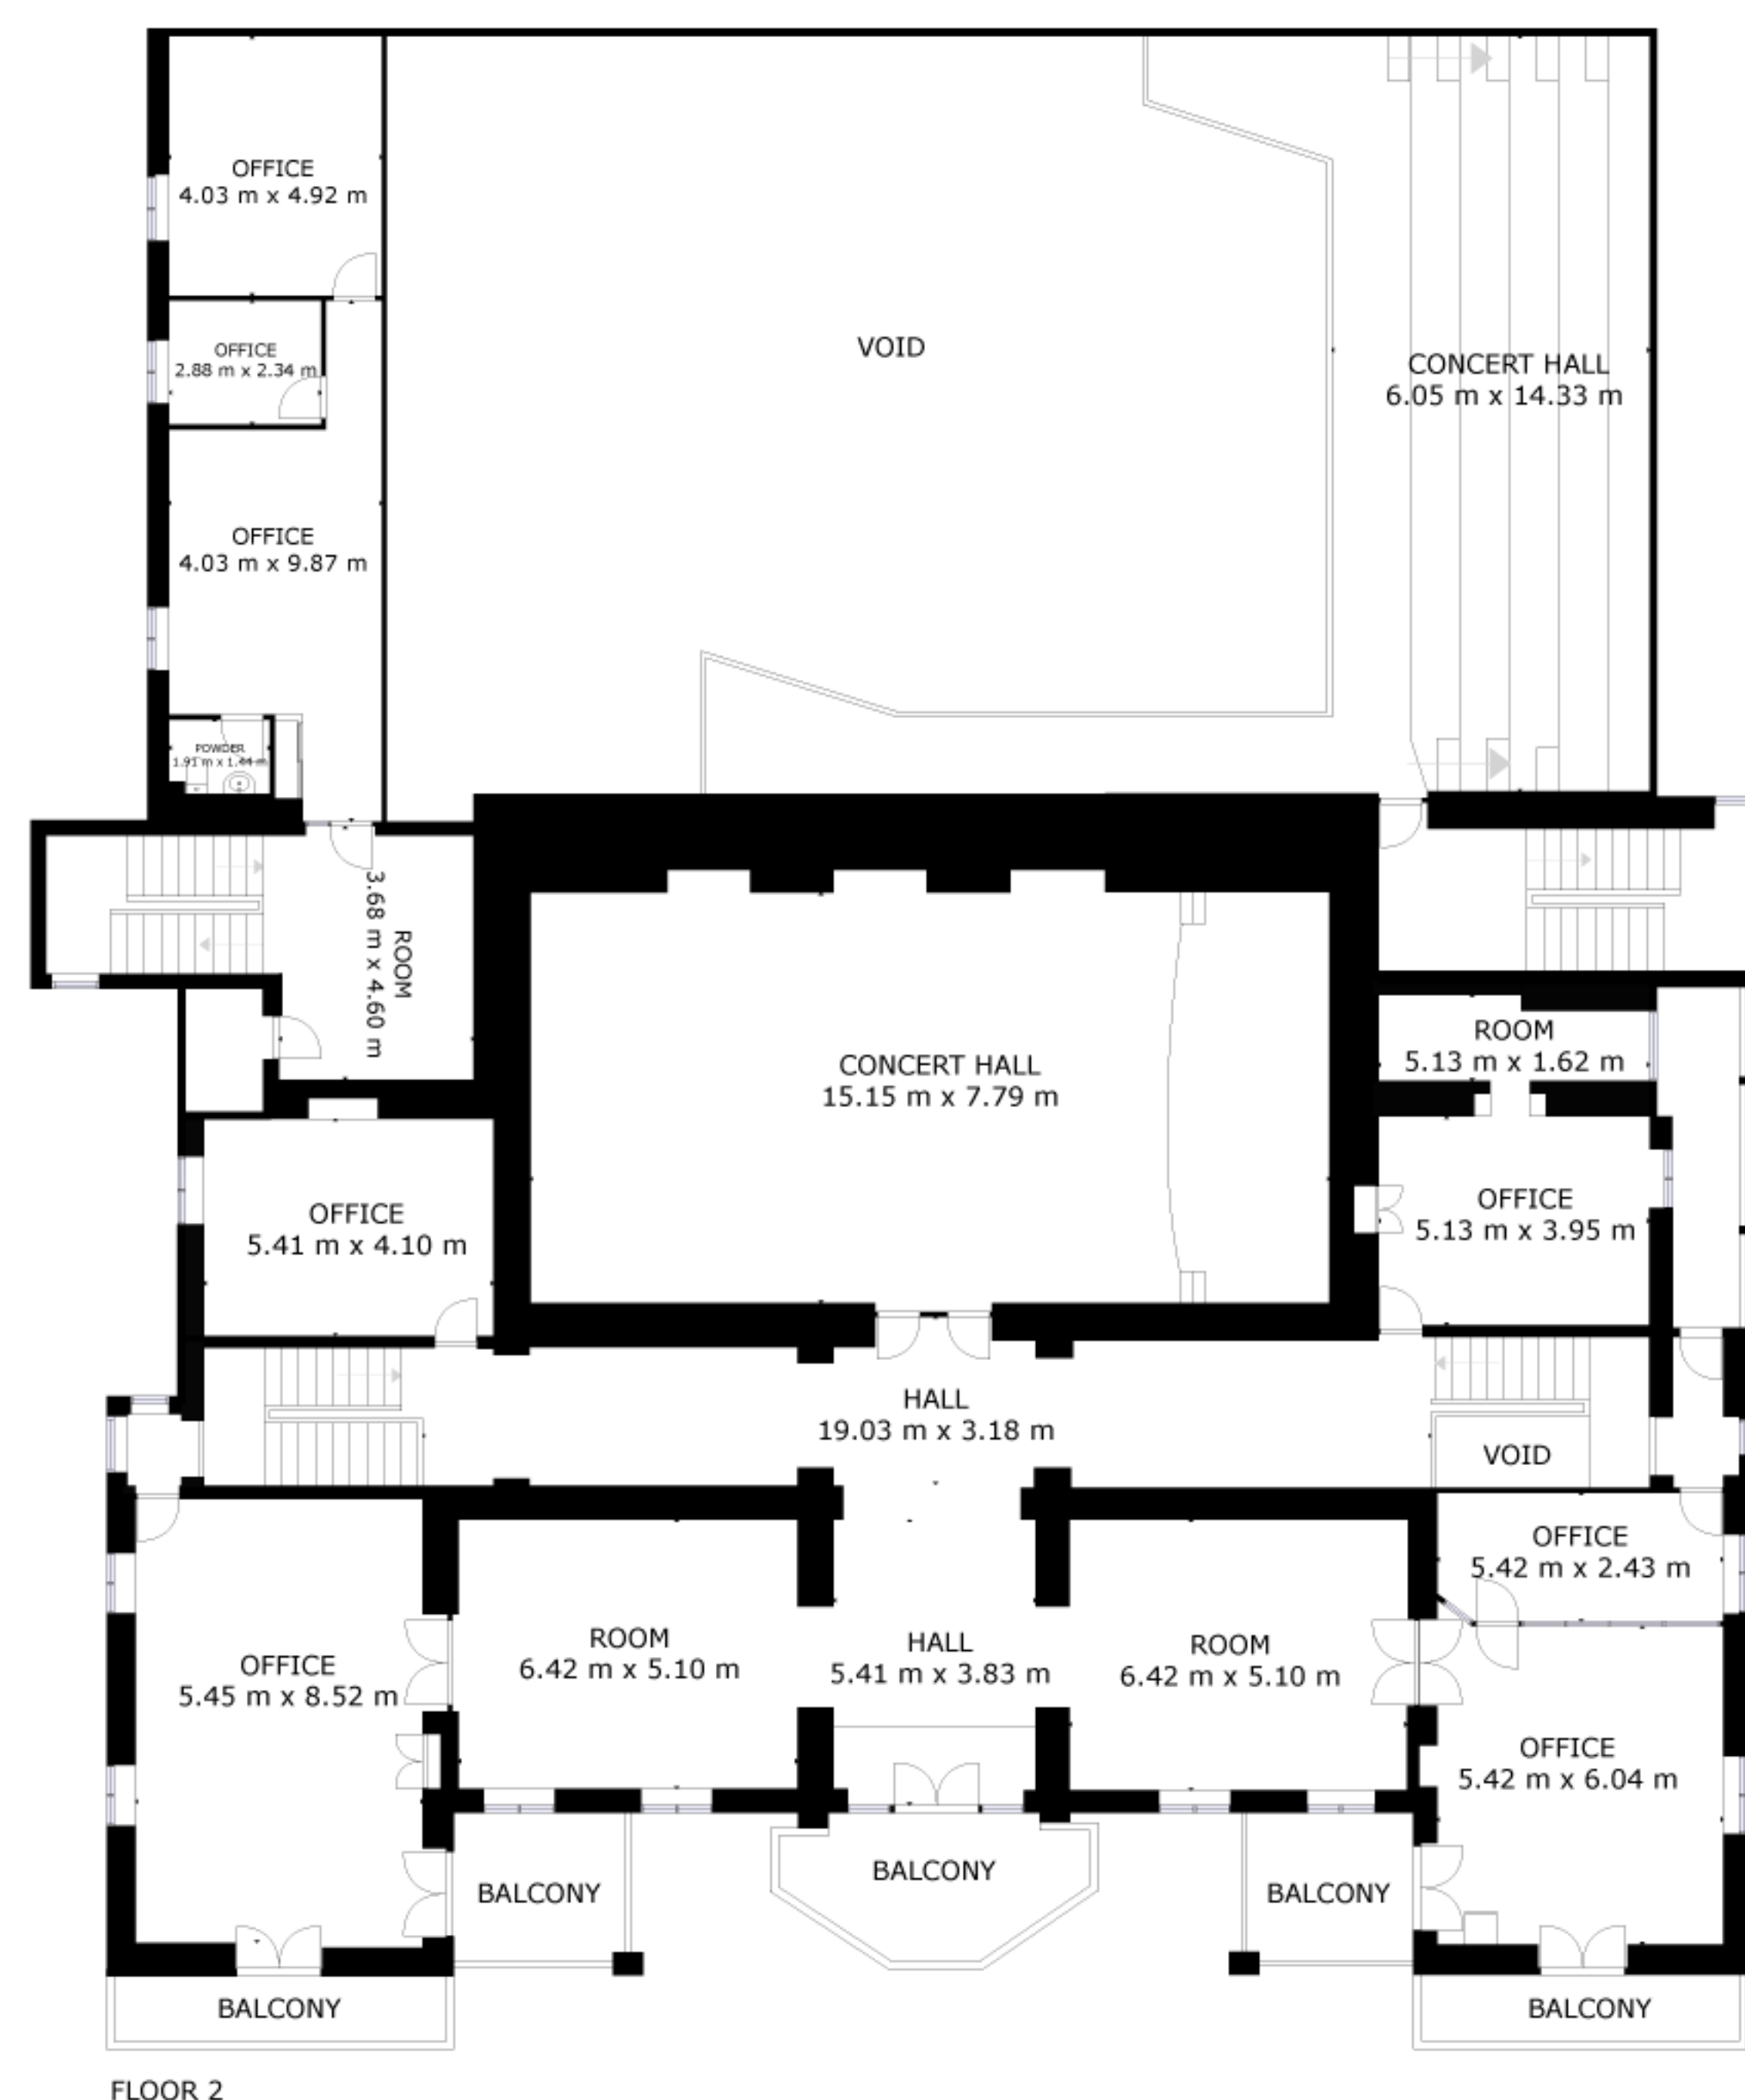 OFFICE
4.03 m x 4.92 m
VOID
OFFICE
2.88 m x 2.34 m
CONCERT HALL
6.05 m x 14.33 m
OFFICE
4.03 m x 9.87 m
POWDER
1.91 m x 1.44 m
ROOM
3.68 m x 4.60 m
CONCERT HALL
15.15 m x 7.79 m
ROOM
5.13 m x 1.62 m
OFFICE
5.41 m x 4.10 m
OFFICE
5.13 m x 3.95 m
HALL
19.03 m x 3.18 m
VOID
OFFICE
5.42 m x 2.43 m
OFFICE
5.45 m x 8.52 m
ROOM
6.42 m x 5.10 m
HALL
5.41 m x 3.83 m
ROOM
6.42 m x 5.10 m
OFFICE
5.42 m x 6.04 m
BALCONY
BALCONY
BALCONY
BALCONY
BALCONY
FLOOR 2